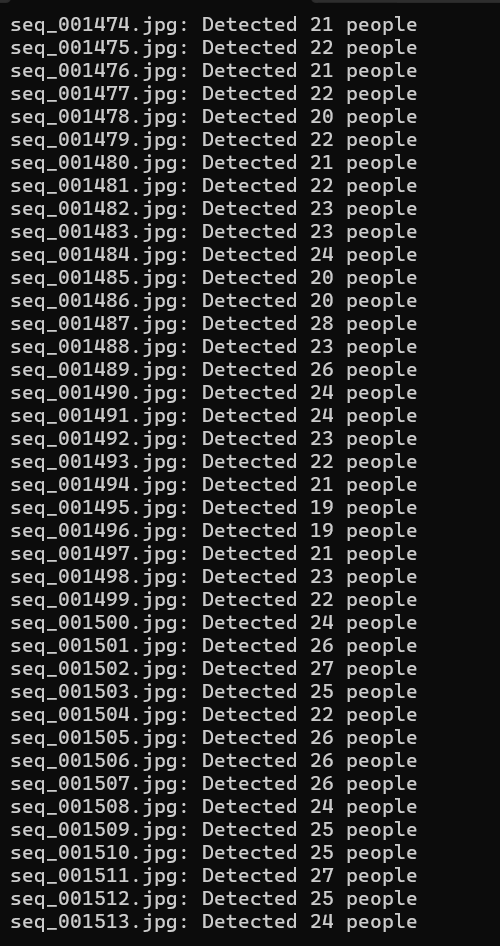 seq_001474.jpg: Detected 21 people
seq_001475.jpg: Detected 22 people
seq_001476.jpg: Detected 21 people
seq_001477.jpg: Detected 22 people
seq_001478.jpg: Detected 20 people
seq_001479.jpg: Detected 22 people
seq_001480.jpg: Detected 21 people
seq_001481.jpg: Detected 22 people
seq_001482.jpg: Detected 23 people
seq_001483.jpg: Detected 23 people
seq_001484.jpg: Detected 24 people
seq_001485.jpg: Detected 20 people
seq_001486.jpg: Detected 20 people
seq_001487.jpg: Detected 28 people
seq_001488.jpg: Detected 23 people
seq_001489.jpg: Detected 26 people
seq_001490.jpg: Detected 24 people
seq_001491.jpg: Detected 24 people
seq_001492.jpg: Detected 23 people
seq_001493.jpg: Detected 22 people
seq_001494.jpg: Detected 21 people
seq_001495.jpg: Detected 19 people
seq_001496.jpg: Detected 19 people
seq_001497.jpg: Detected 21 people
seq_001498.jpg: Detected 23 people
seq_001499.jpg: Detected 22 people
seq_001500.jpg: Detected 24 people
seq_001501.jpg: Detected 26 people
seq_001502.jpg: Detected 27 people
seq_001503.jpg: Detected 25 people
seq_001504.jpg: Detected 22 people
seq_001505.jpg: Detected 26 people
seq_001506.jpg: Detected 26 people
seq_001507.jpg: Detected 26 people
seq_001508.jpg: Detected 24 people
seq_001509.jpg: Detected 25 people
seq_001510.jpg: Detected 25 people
seq_001511.jpg: Detected 27 people
seq_001512.jpg: Detected 25 people
seq_001513.jpg: Detected 24 people